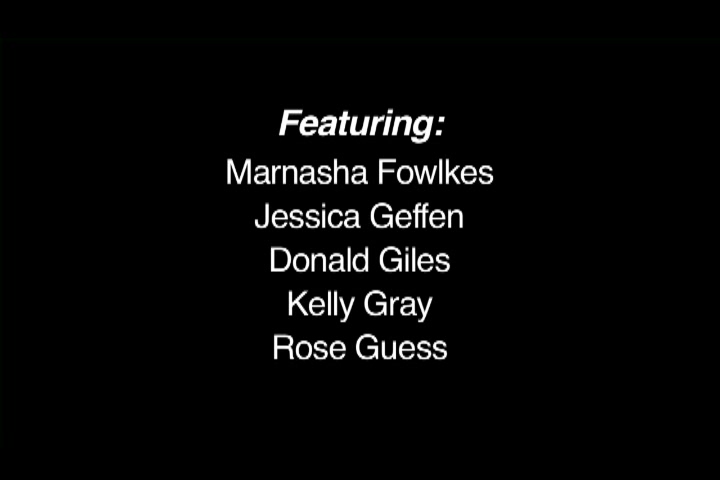 Featuring:
Marnasha Fowlkes
Jessica Geffen
Donald Giles
Kelly Gray
Rose Guess